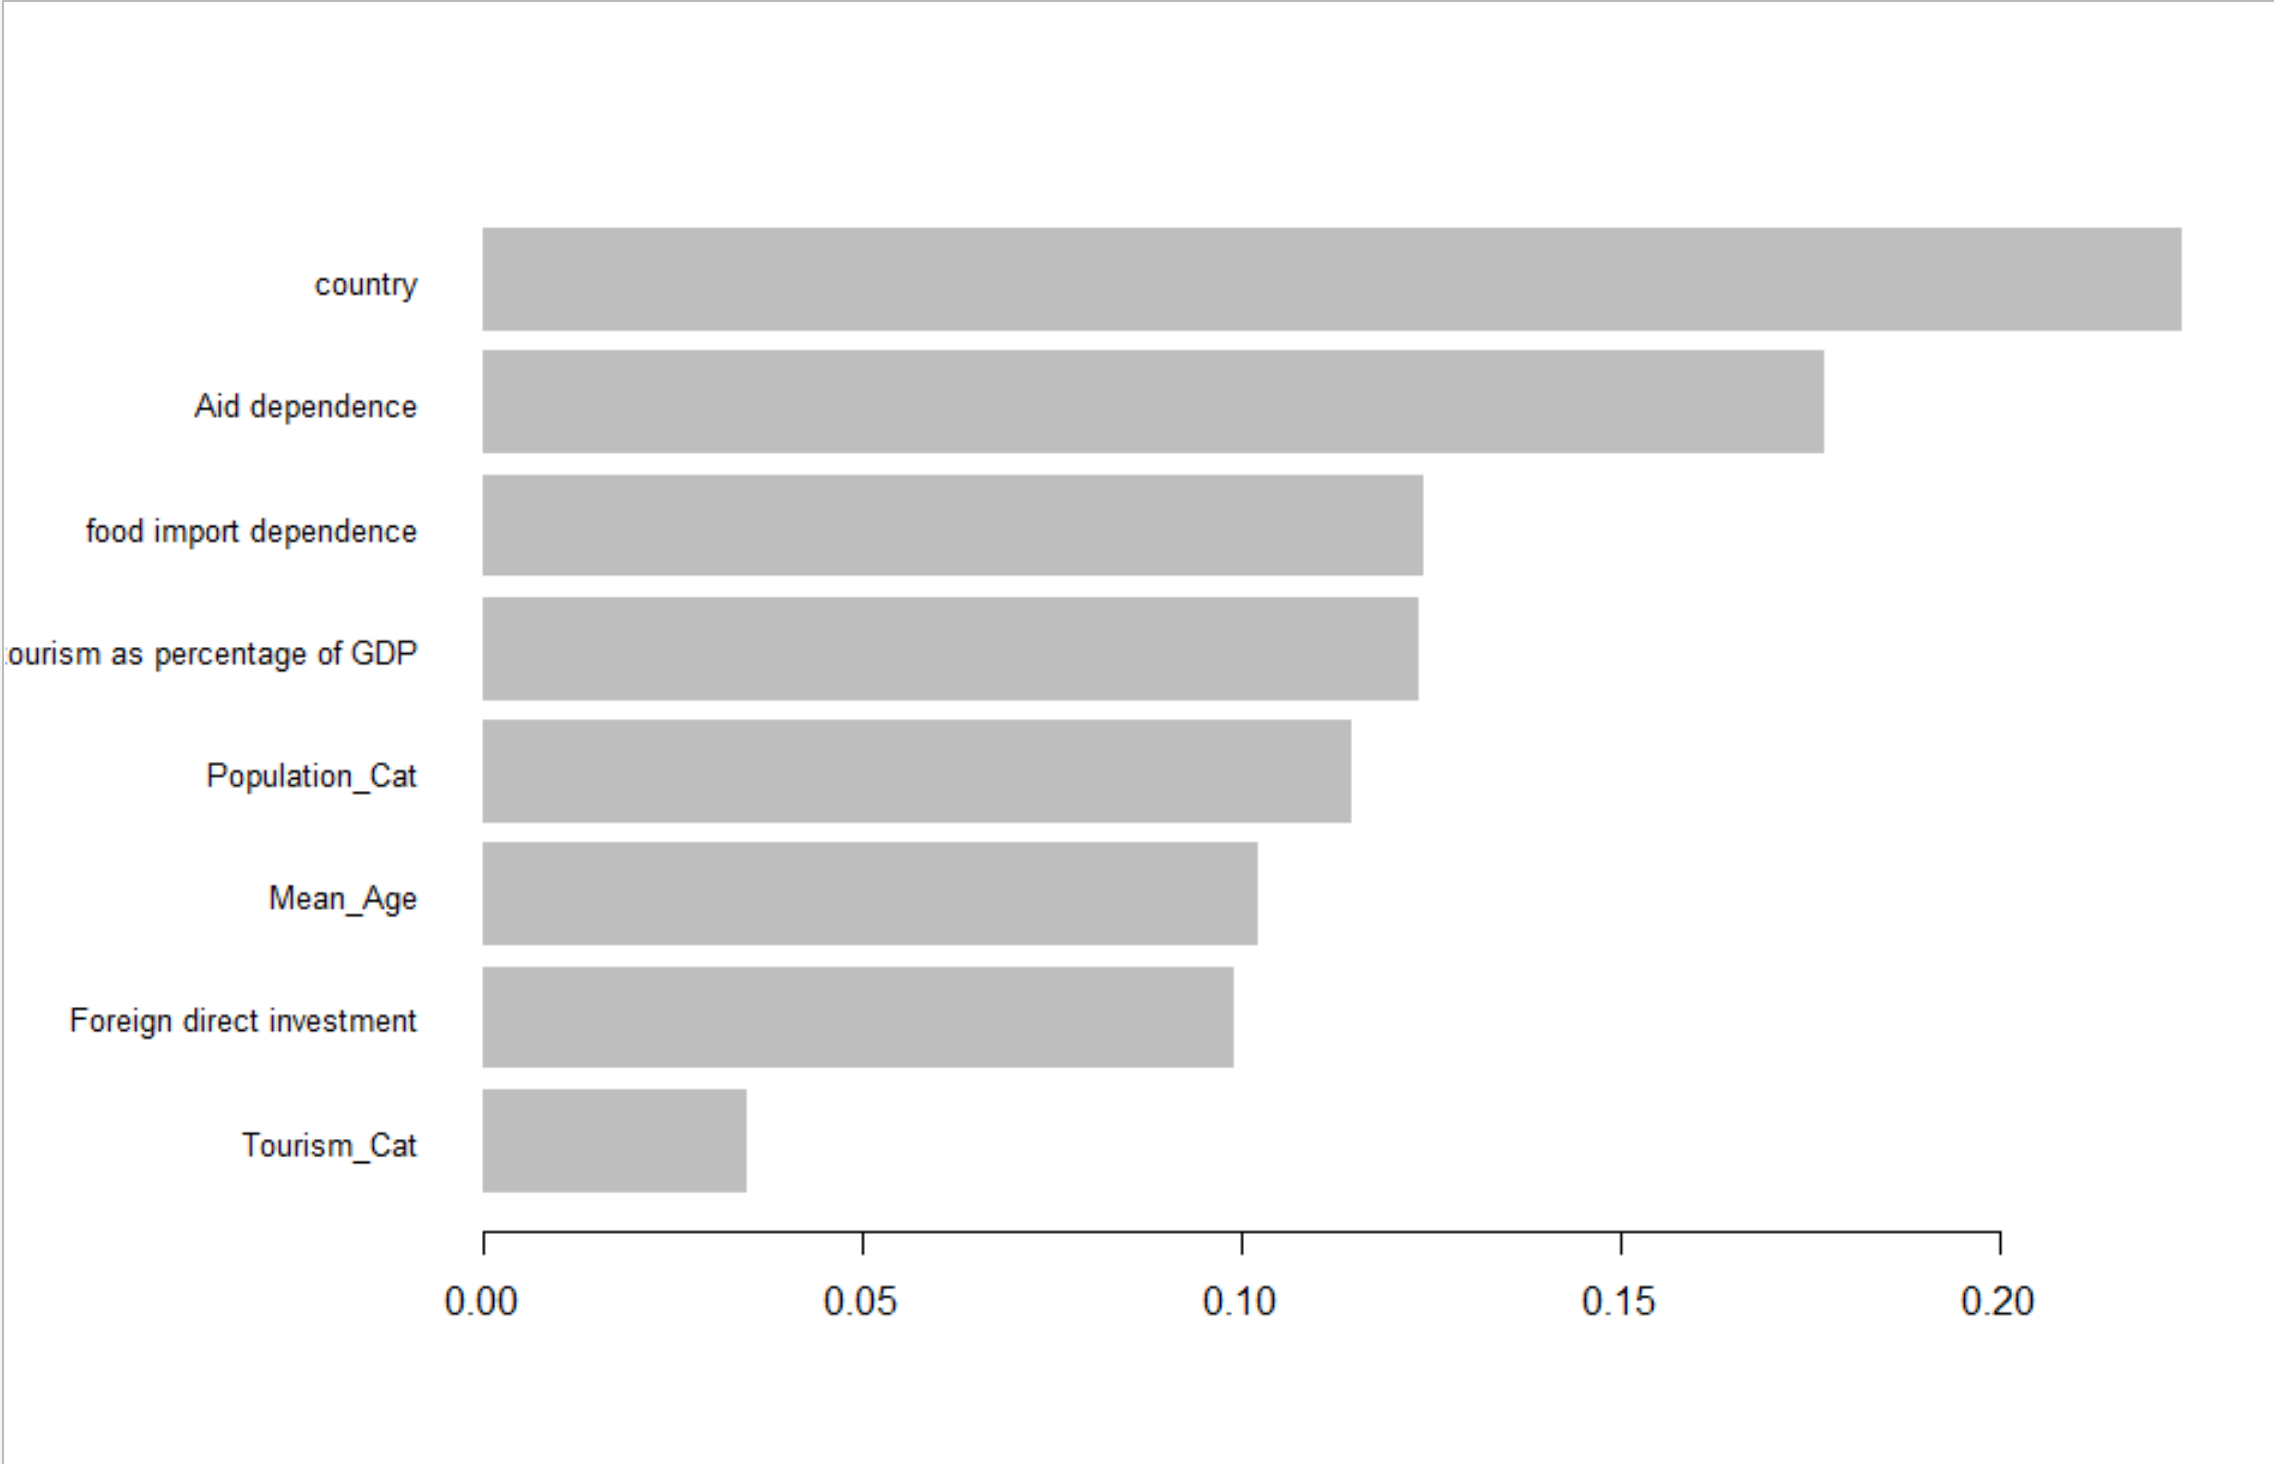 country
Aid dependence
food import dependence
ourism as percentage of GDP
Population_Cat
Mean_Age
Foreign direct investment
Tourism_Cat
0.00 0.05 0.10 0.15 0.20